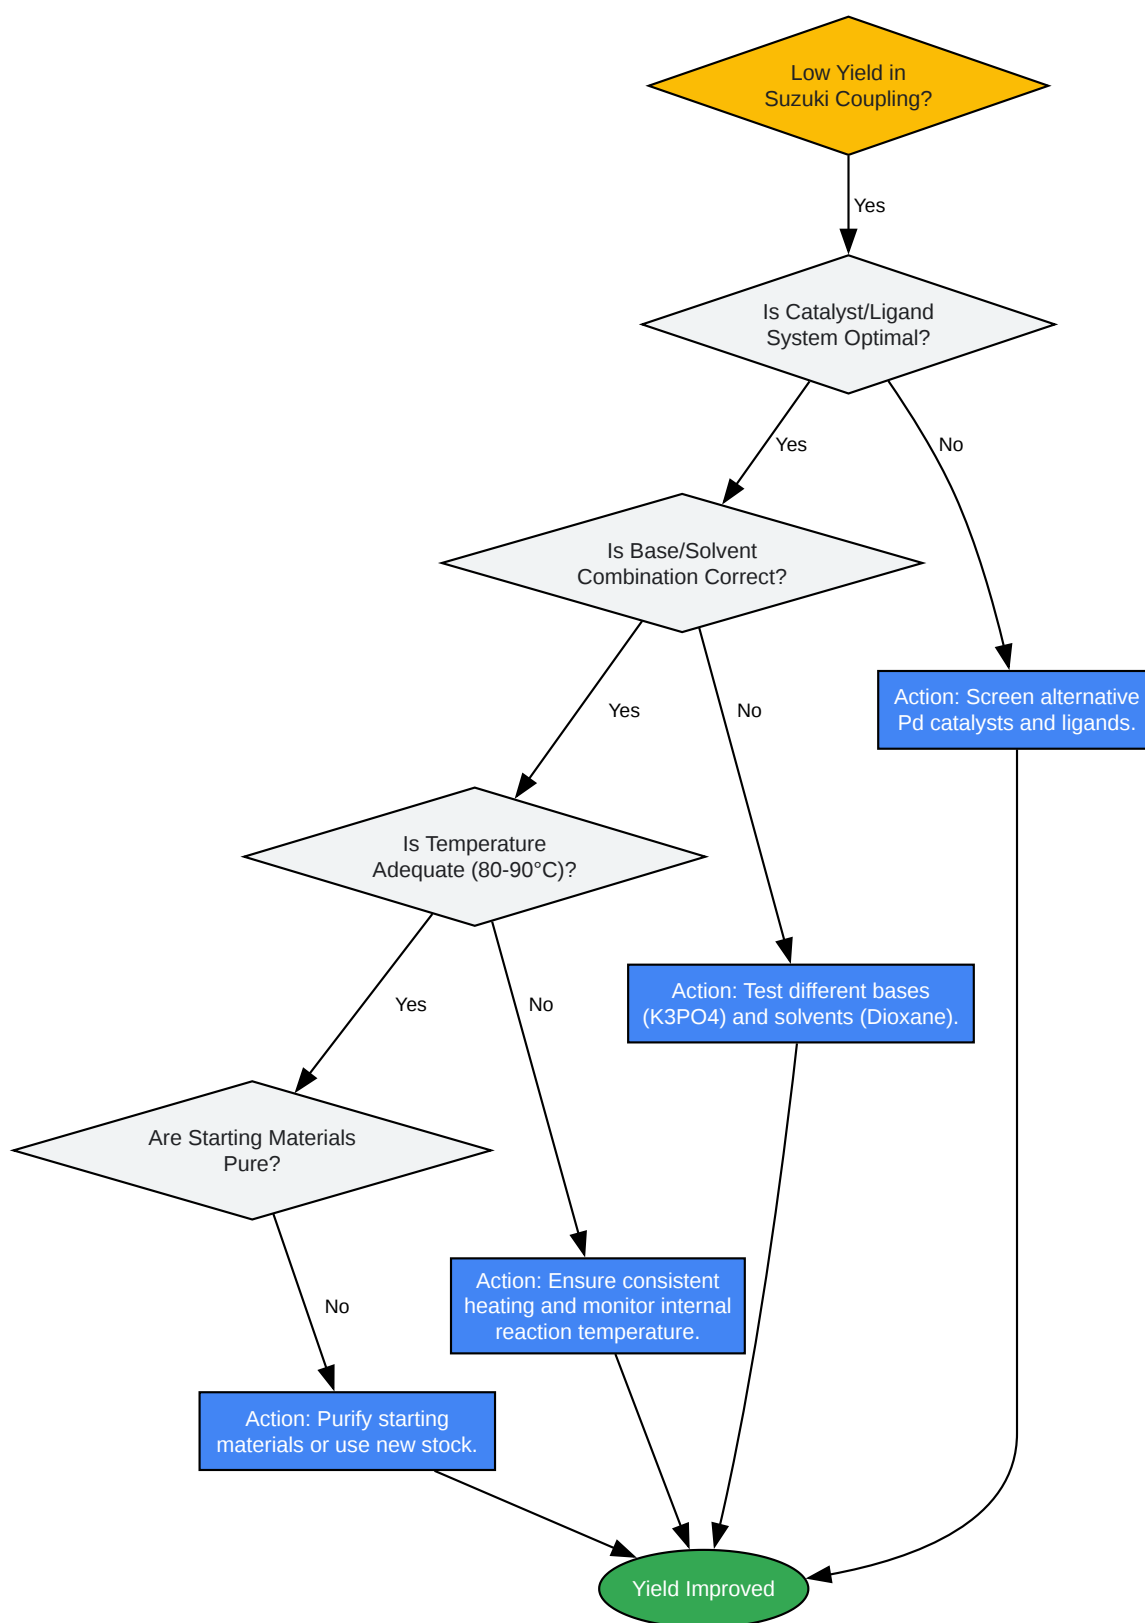 Low Yield in
Suzuki Coupling?
Yes
Is Catalyst/Ligand
System Optimal?
Yes
No
Is Base/Solvent
Combination Correct?
Action: Screen alternative
Pd catalysts and ligands.
Yes
No
Is Temperature
Adequate (80-90°C)?
Action: Test different bases
(K3PO4) and solvents (Dioxane).
Yes
No
Are Starting Materials
Pure?
Action: Ensure consistent
heating and monitor internal
reaction temperature.
No
Action: Purify starting
materials or use new stock.
Yield Improved